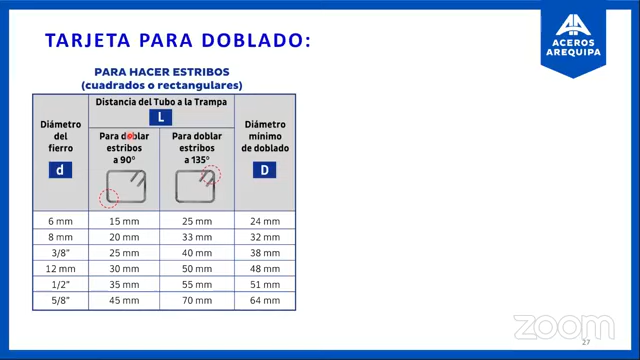 TARJETA PARA DOBLADO:
ACEROS
AREQUIPA
PARA HACER ESTRIBOS
(cuadrados o rectangulares)
Diámetro
del
fierro
d
Distancia del Tubo a la Trampa
L
Para doblar
estribos
a 90º
Para doblar
estribos
a 135º
Diámetro
mínimo
de doblado
D
6 mm 15 mm 25 mm 24 mm
8 mm 20 mm 33 mm 32 mm
3/8" 25 mm 40 mm 38 mm
12 mm 30 mm 50 mm 48 mm
1/2" 35 mm 55 mm 51 mm
5/8" 45 mm 70 mm 64 mm
zoom
27